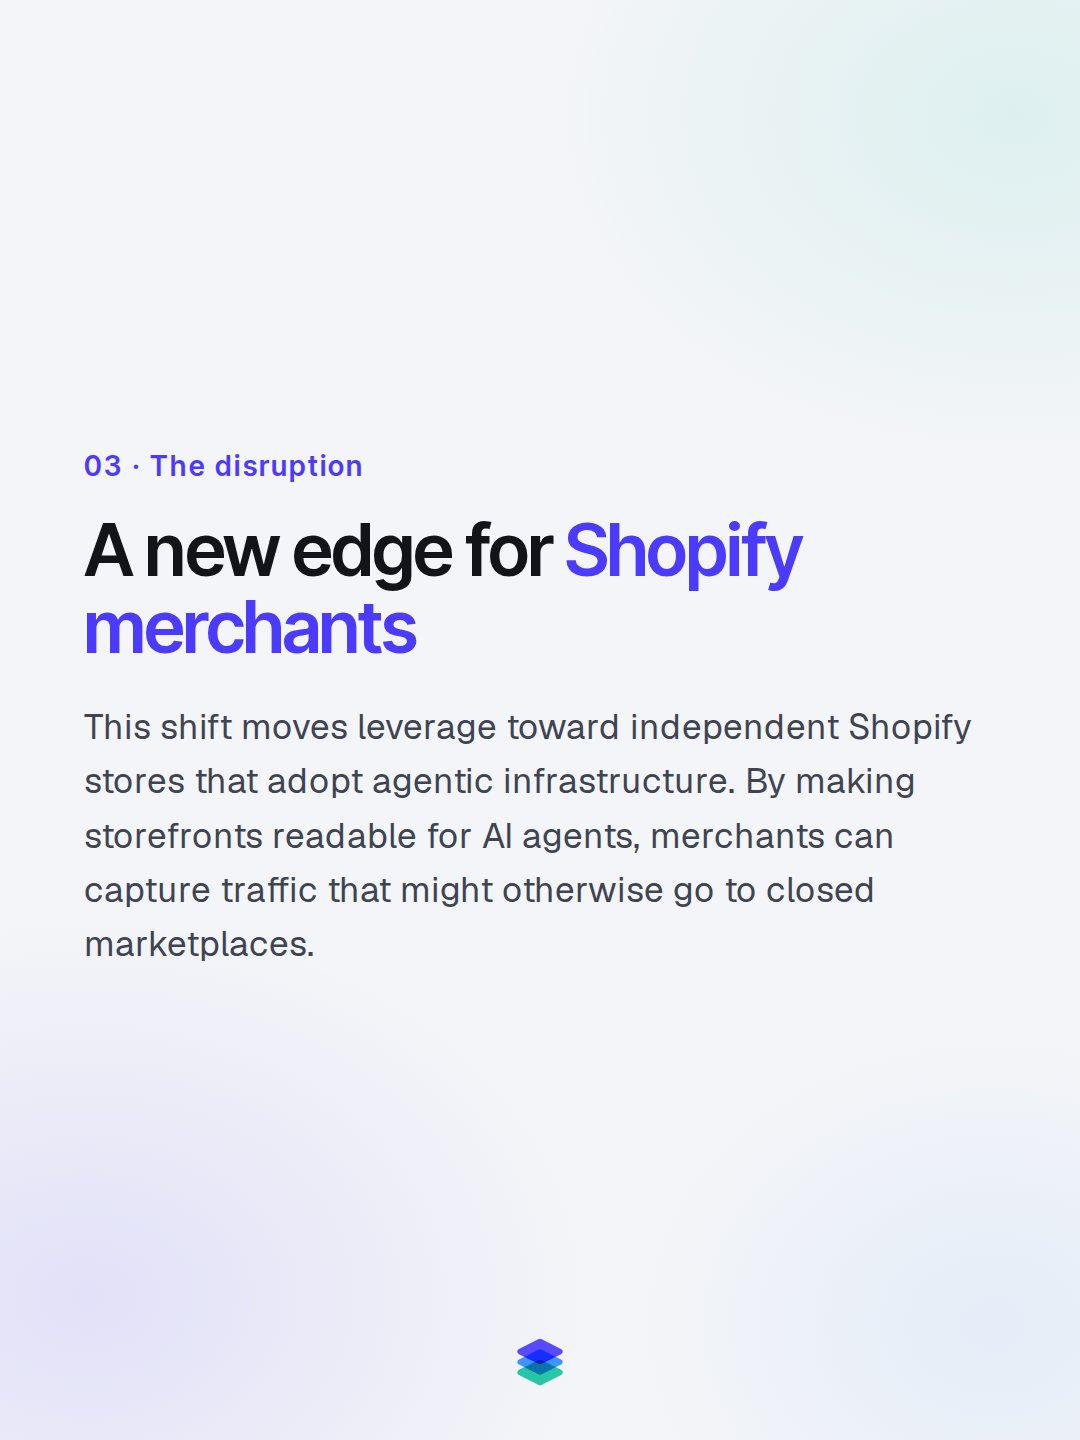 03 · The disruption
A new edge for Shopify
merchants
This shift moves leverage toward independent Shopify
stores that adopt agentic infrastructure. By making
storefronts readable for AI agents, merchants can
capture traffic that might otherwise go to closed
marketplaces.